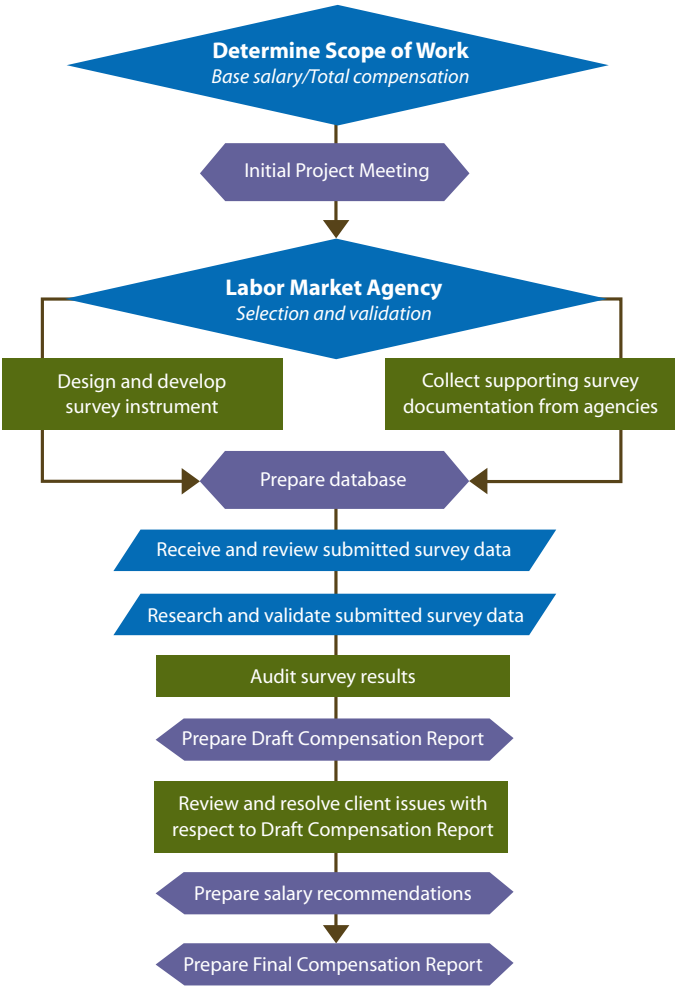 Determine Scope of Work
Base salary/Total compensation
Initial Project Meeting
Labor Market Agency
Selection and validation
Design and develop
survey instrument
Collect supporting survey
documentation from agencies
Prepare database
Receive and review submitted survey data
Research and validate submitted survey data
Audit survey results
Prepare Draft Compensation Report
Review and resolve client issues with
respect to Draft Compensation Report
Prepare salary recommendations
Prepare Final Compensation Report